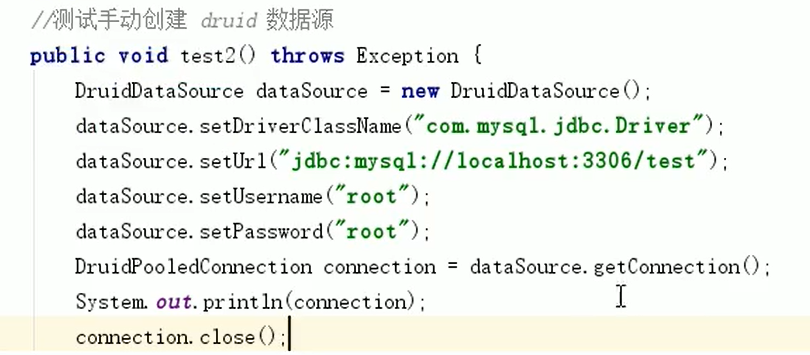 //测试手动创建 druid 数据源
public void test2() throws Exception {
DruidDataSource dataSource = new DruidDataSource();
dataSource.setDriverClassName("com.mysql.jdbc.Driver");
dataSource.setUrl("jdbc:mysql://localhost:3306/test");
dataSource.setUsername("root");
dataSource.setPassword("root");
DruidPooledConnection connection = dataSource.getConnection();
System.out.println(connection);
connection.close();